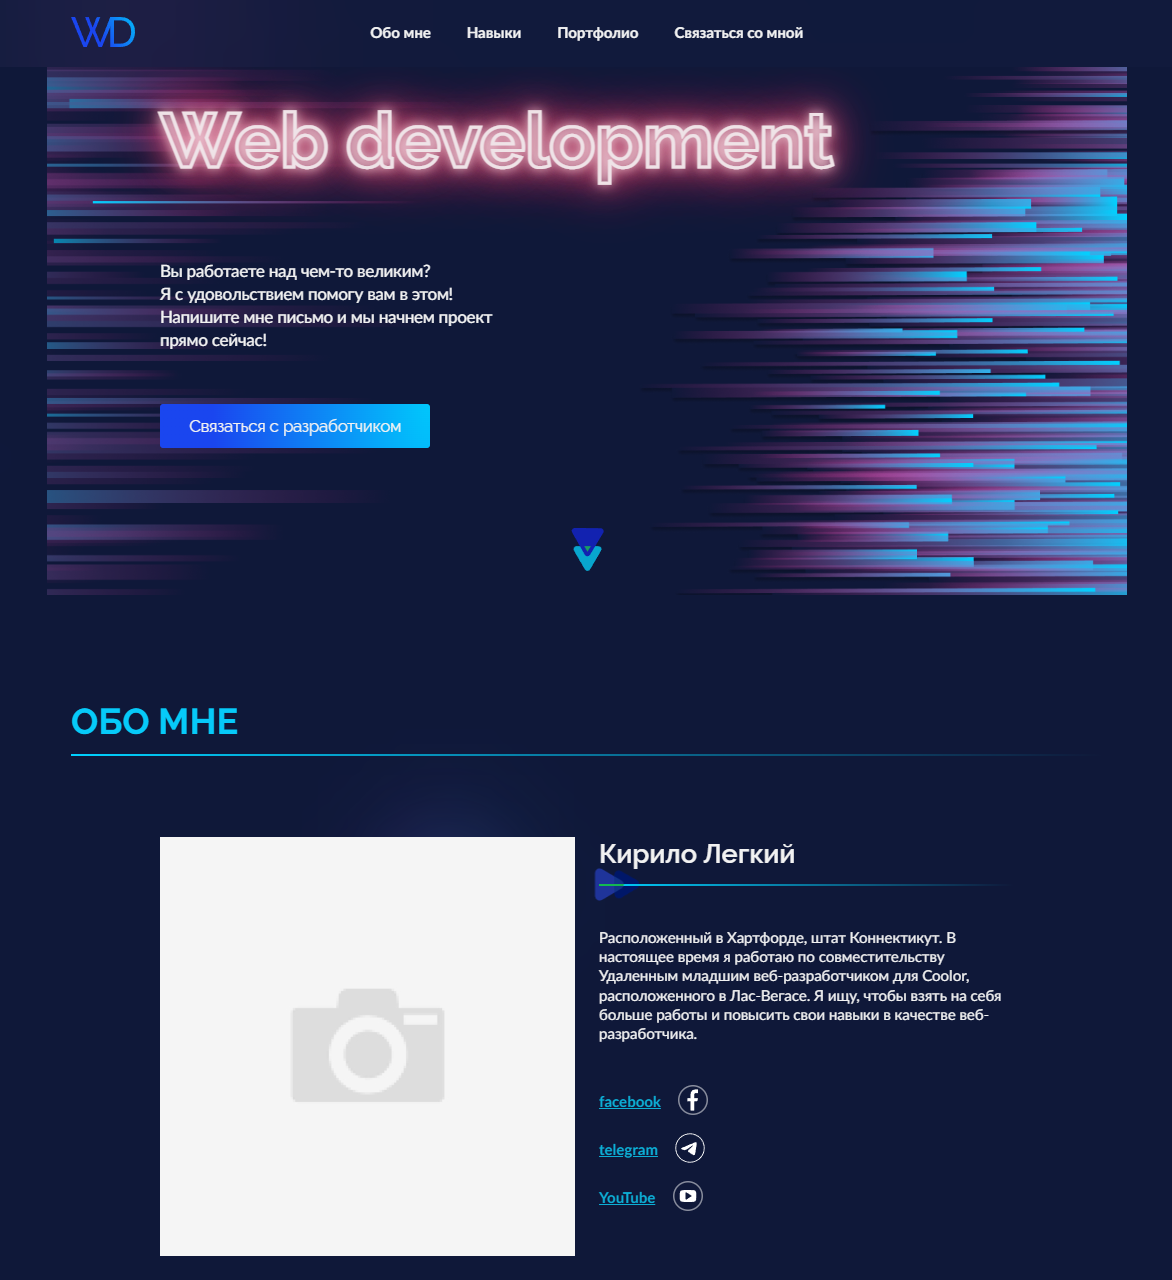 WD
Обо мне Навыки Портфолио Связаться со мной
Web development
Вы работаете над чем-то великим?
Я с удовольствием помогу вам в этом!
Напишите мне письмо и мы начнем проект
прямо сейчас!
Связаться с разработчиком
ОБО МНЕ
Кирило Легкий
Расположенный в Хартфорде, штат Коннектикут. В
настоящее время я работаю по совместительству
Удаленным младшим веб-разработчиком для Coolor,
расположенного в Лас-Вегасе. Я ищу, чтобы взять на себя
больше работы и повысить свои навыки в качестве веб-
разработчика.
facebook
telegram
YouTube